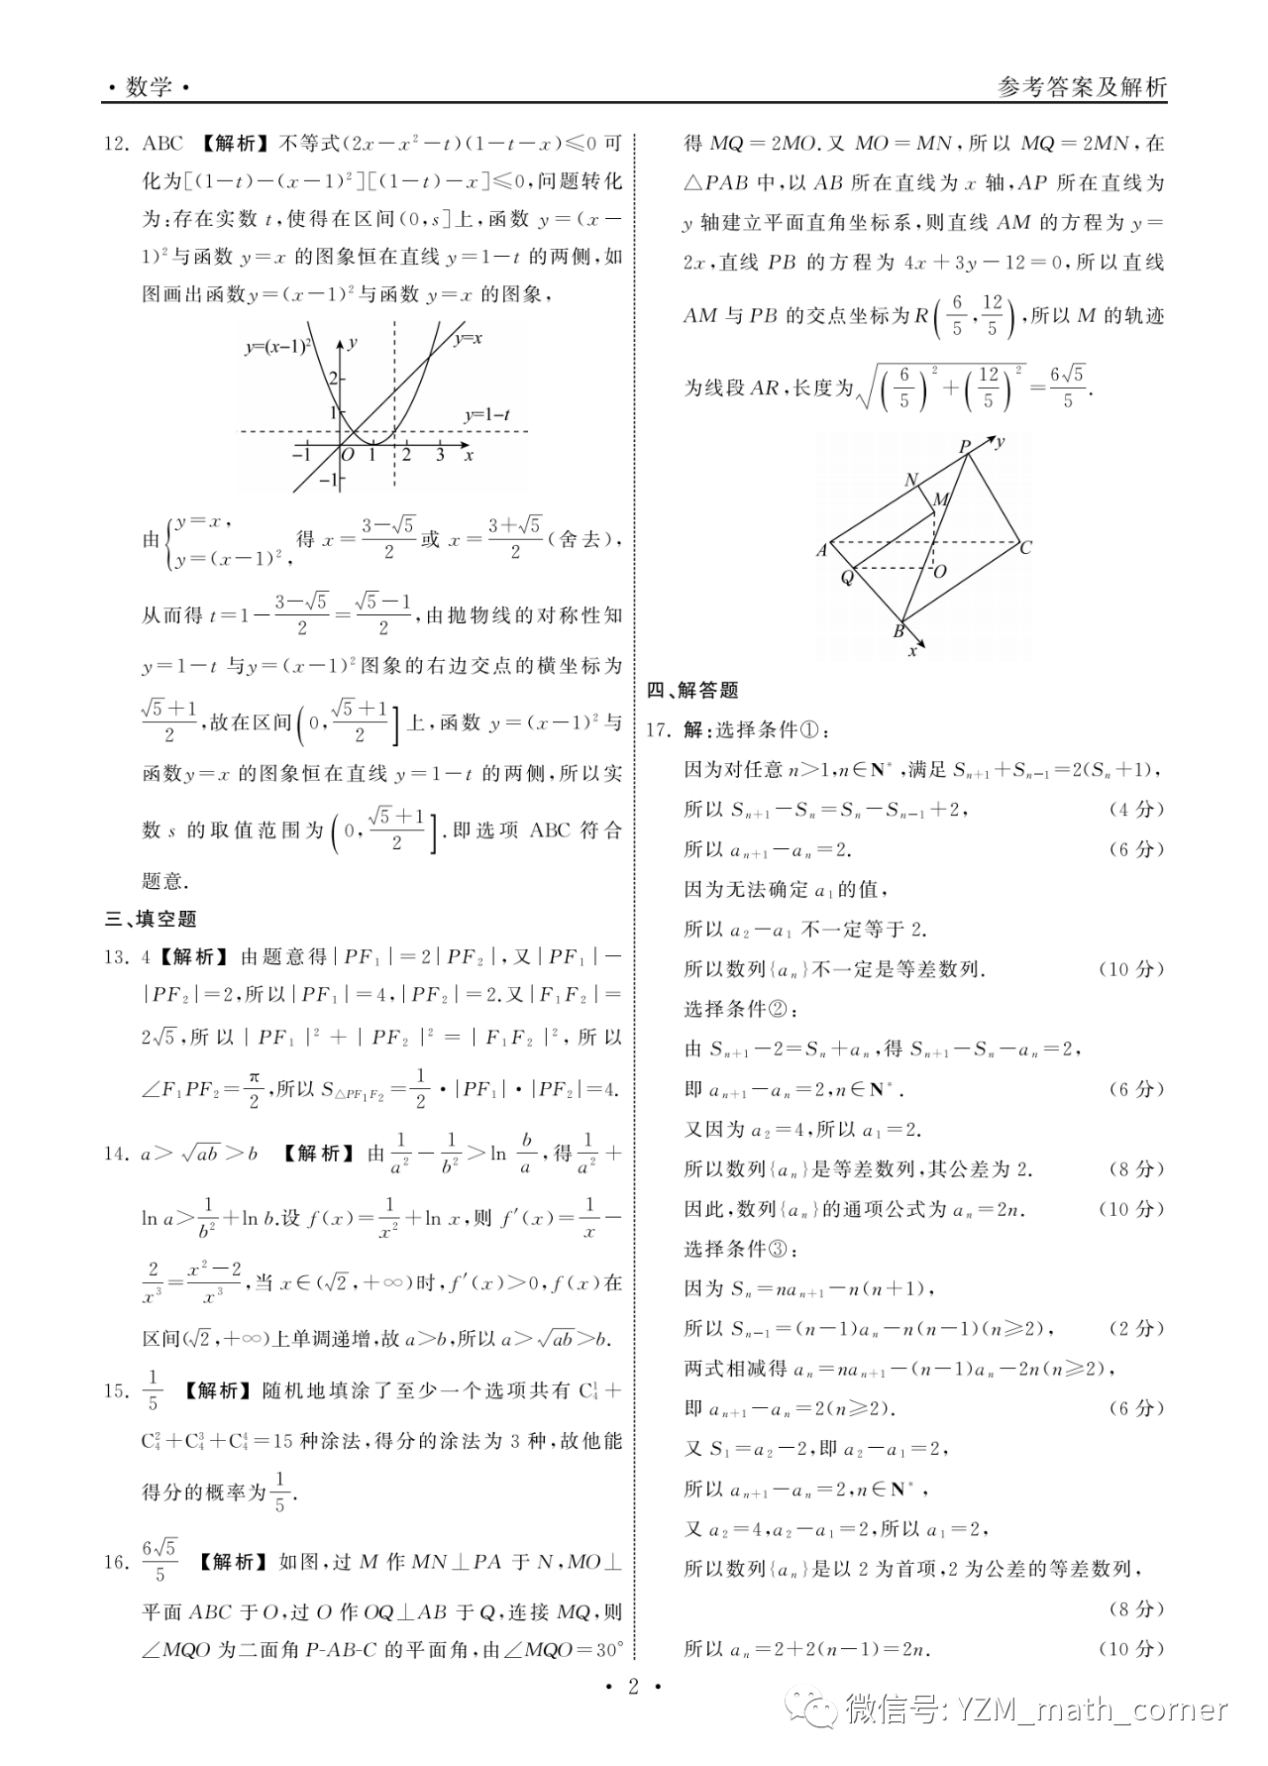 ·数学·
参考答案及解析
12. ABC 【解析】不等式(2x-x²-t)(1-t-x)≤0可
化为[(1-t)-(x-1)²][(1-t)-x]≤0,问题转化
为:存在实数 t,使得在区间(0,s]上,函数 y=(x-
1)²与函数 y=x 的图象恒在直线 y=1-t 的两侧,如
图画出函数y=(x-1)²与函数 y=x 的图象,
y=(x-1)²
y
y=x
2
1
y=1-t
-1
O
1
2
3
x
-1
由{y=x, y=(x-1)², 得 x=(3-√5)/2 或 x=(3+√5)/2(舍去),
从而得 t=1-(3-√5)/2=(√5-1)/2,由抛物线的对称性知
y=1-t 与y=(x-1)²图象的右边交点的横坐标为
(√5+1)/2,故在区间(0,(√5+1)/2]上,函数 y=(x-1)²与
函数y=x 的图象恒在直线 y=1-t 的两侧,所以实
数 s 的取值范围为(0,(√5+1)/2].即选项 ABC 符合
题意.
三、填空题
13. 4【解析】由题意得|PF₁|=2|PF₂|,又|PF₁|-
|PF₂|=2,所以|PF₁|=4,|PF₂|=2.又|F₁F₂|=
2√5,所以|PF₁|²+|PF₂|²=|F₁F₂|²,所以
∠F₁PF₂=π/2,所以 S△PF₁F₂=1/2·|PF₁|·|PF₂|=4.
14. a>√ab>b 【解析】由1/a²-1/b²>ln b/a,得1/a²+
ln a>1/b²+ln b.设 f(x)=1/x²+ln x,则 f′(x)=1/x-
2/x³=(x²-2)/x³,当 x∈(√2,+∞)时,f′(x)>0,f(x)在
区间(√2,+∞)上单调递增,故 a>b,所以 a>√ab>b.
15. 1/5 【解析】随机地填涂了至少一个选项共有 C₄¹+
C₄²+C₄³+C₄⁴=15 种涂法,得分的涂法为 3 种,故他能
得分的概率为1/5.
16. 6√5/5 【解析】如图,过 M 作 MN⊥PA 于 N,MO⊥
平面 ABC 于 O,过 O 作 OQ⊥AB 于 Q,连接 MQ,则
∠MQO 为二面角 P-AB-C 的平面角,由∠MQO=30°
得 MQ=2MO.又 MO=MN,所以 MQ=2MN,在
△PAB 中,以 AB 所在直线为 x 轴,AP 所在直线为
y 轴建立平面直角坐标系,则直线 AM 的方程为 y=
2x,直线 PB 的方程为 4x+3y-12=0,所以直线
AM 与 PB 的交点坐标为 R(6/5,12/5),所以 M 的轨迹
为线段 AR,长度为√((6/5)²+(12/5)²)=6√5/5.
P
y
N
M
A
C
Q
O
B
x
四、解答题
17. 解:选择条件①:
因为对任意 n>1,n∈N*,满足 Sₙ₊₁+Sₙ₋₁=2(Sₙ+1),
所以 Sₙ₊₁-Sₙ=Sₙ-Sₙ₋₁+2, (4 分)
所以 aₙ₊₁-aₙ=2. (6 分)
因为无法确定 a₁的值,
所以 a₂-a₁ 不一定等于 2.
所以数列{aₙ}不一定是等差数列. (10 分)
选择条件②:
由 Sₙ₊₁-2=Sₙ+aₙ,得 Sₙ₊₁-Sₙ-aₙ=2,
即 aₙ₊₁-aₙ=2,n∈N*. (6 分)
又因为 a₂=4,所以 a₁=2.
所以数列{aₙ}是等差数列,其公差为 2. (8 分)
因此,数列{aₙ}的通项公式为 aₙ=2n. (10 分)
选择条件③:
因为 Sₙ=naₙ₊₁-n(n+1),
所以 Sₙ₋₁=(n-1)aₙ-n(n-1)(n≥2), (2 分)
两式相减得 aₙ=naₙ₊₁-(n-1)aₙ-2n(n≥2),
即 aₙ₊₁-aₙ=2(n≥2). (6 分)
又 S₁=a₂-2,即 a₂-a₁=2,
所以 aₙ₊₁-aₙ=2,n∈N*,
又 a₂=4,a₂-a₁=2,所以 a₁=2,
所以数列{aₙ}是以 2 为首项,2 为公差的等差数列,
(8 分)
所以 aₙ=2+2(n-1)=2n. (10 分)
· 2 ·
微信号: YZM_math_corner